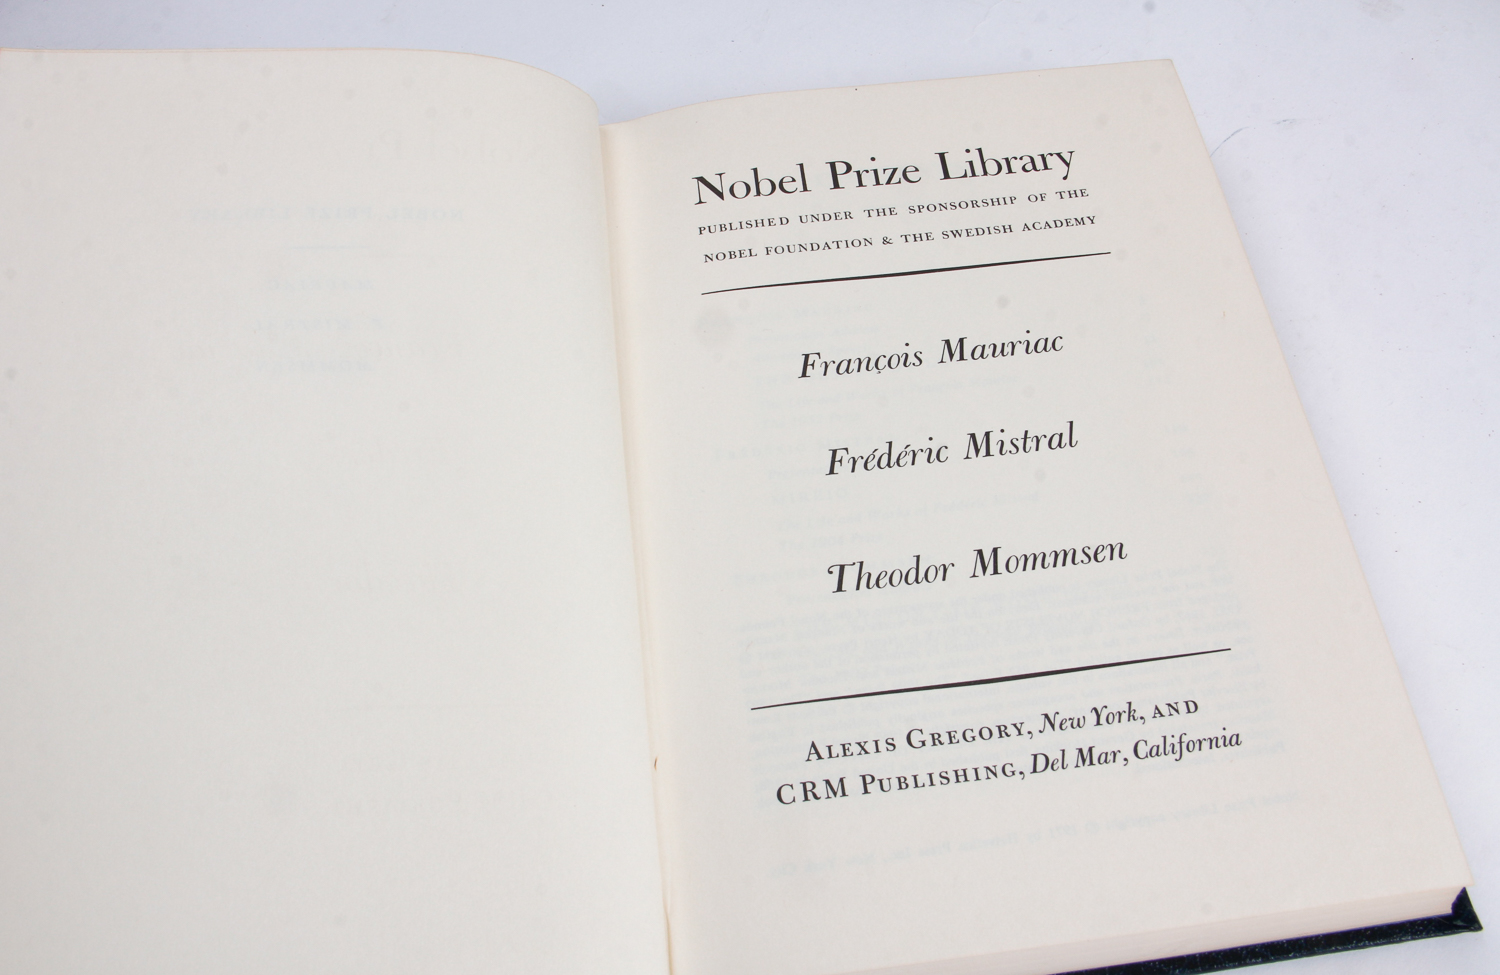 Nobel Prize Library
PUBLISHED UNDER THE SPONSORSHIP OF THE
NOBEL FOUNDATION & THE SWEDISH ACADEMY
François Mauriac
Frédéric Mistral
Theodor Mommsen
ALEXIS GREGORY, New York, AND
CRM PUBLISHING, Del Mar, California